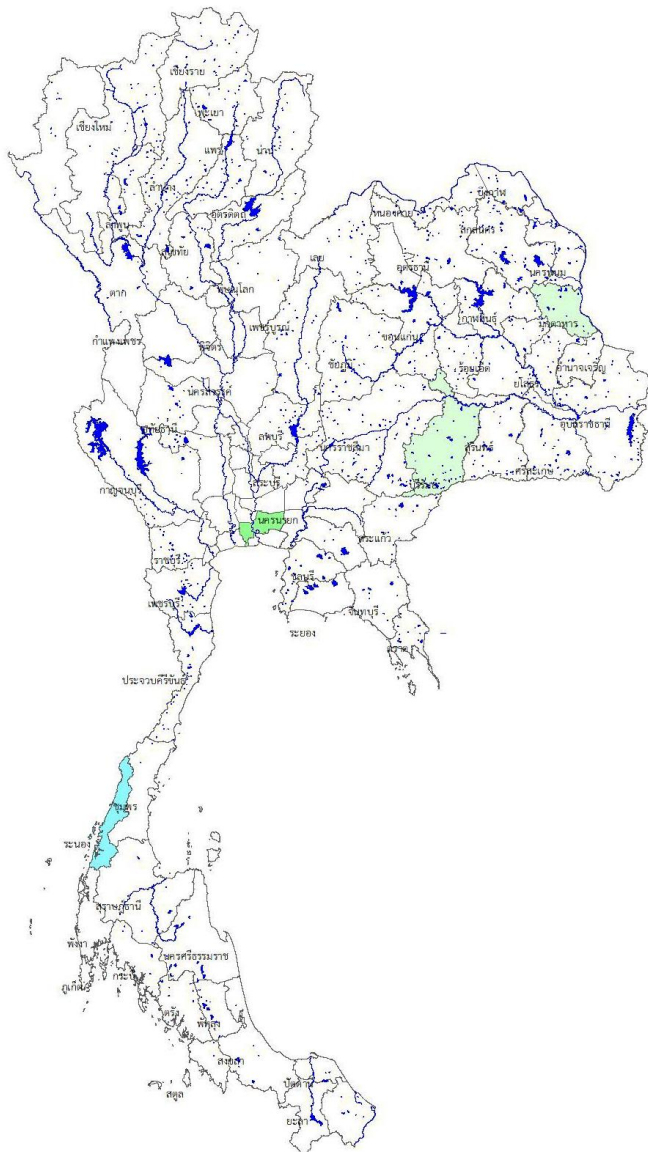 เชียงราย
พะเยา
เชียงใหม่
แพร่
น่าน
ลำปาง
บึงกาฬ
อุตรดิตถ์
หนองคาย
สกลนคร
ลำพูน
สุโขทัย
เลย
อุดรธานี
นครพนม
ตาก
พิษณุโลก
กาฬสินธุ์
มุกดาหาร
เพชรบูรณ์
กำแพงเพชร
พิจิตร
ขอนแก่น
ชัยภูมิ
ร้อยเอ็ด
อำนาจเจริญ
ยโสธร
นครสวรรค์
อุทัยธานี
ลพบุรี
นครราชสีมา
สุรินทร์
อุบลราชธานี
ศรีสะเกษ
สระบุรี
บุรีรัมย์
กาญจนบุรี
นครนายก
สระแก้ว
ราชบุรี
ชลบุรี
เพชรบุรี
จันทบุรี
ระยอง
ตราด
ประจวบคีรีขันธ์
ชุมพร
ระนอง
สุราษฎร์ธานี
พังงา
นครศรีธรรมราช
กระบี่
ภูเก็ต
ตรัง
พัทลุง
สงขลา
ปัตตานี
สตูล
ยะลา